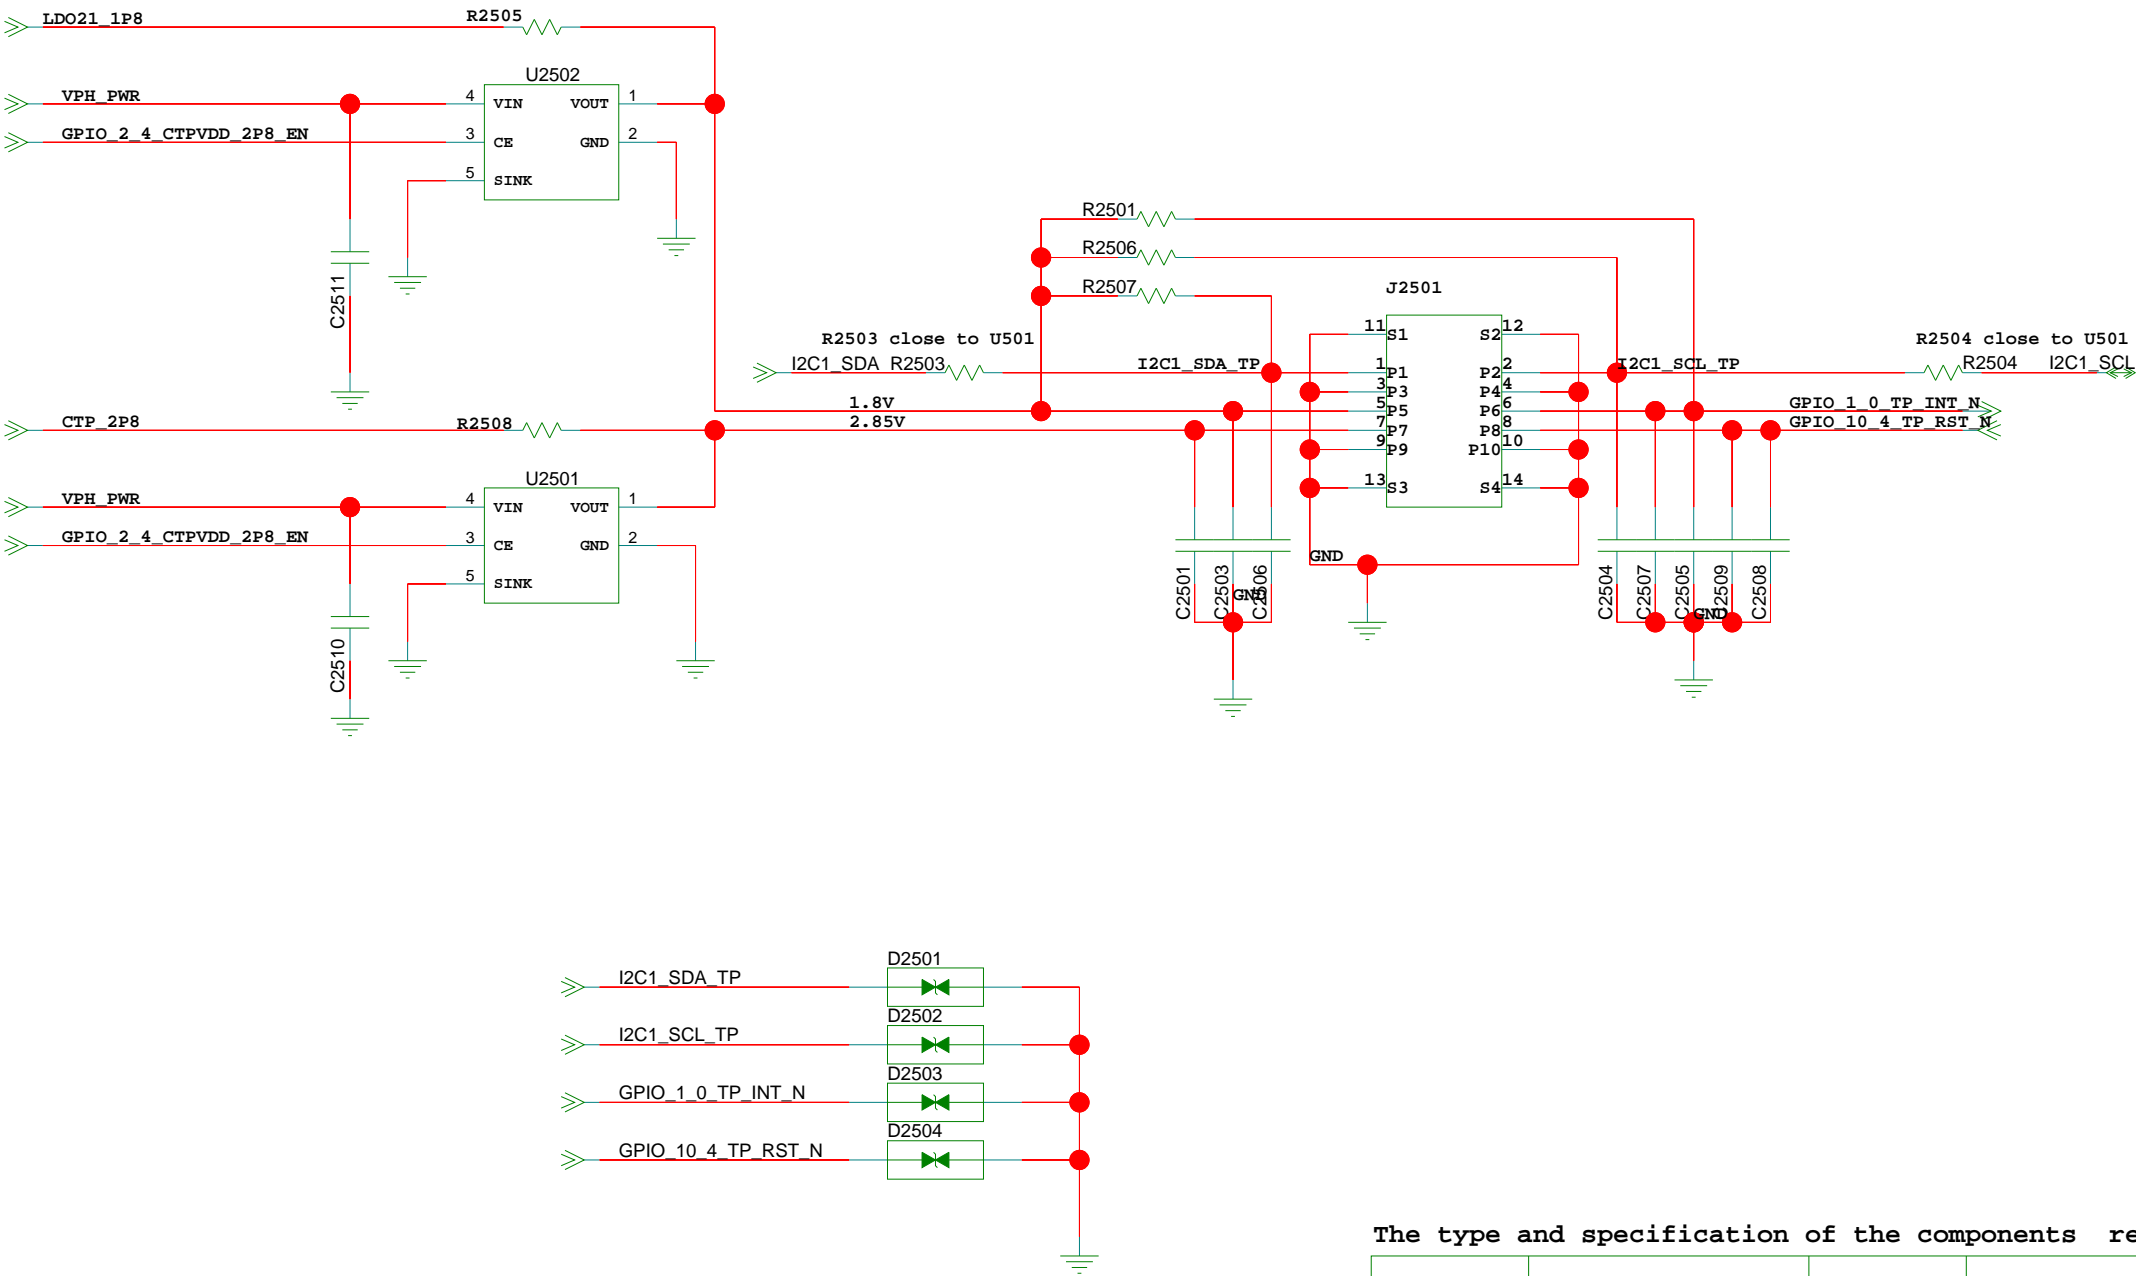 LDO21_1P8
R2505
U2502
VPH_PWR
4 VIN VOUT 1
GPIO_2_4_CTPVDD_2P8_EN
3 CE GND 2
5 SINK
C2511
R2501
R2506
R2507
J2501
R2503 close to U501
11 S1 S2 12
R2504 close to U501
I2C1_SDA R2503
I2C1_SDA_TP
1 P1 P2 2
I2C1_SCL_TP
R2504 I2C1_SCL
3 P3 P4 4
1.8V
5 P5 P6 6
GPIO_1_0_TP_INT_N
CTP_2P8
R2508
2.85V
7 P7 P8 8
GPIO_10_4_TP_RST_N
9 P9 P10 10
U2501
13 S3 S4 14
VPH_PWR
4 VIN VOUT 1
GPIO_2_4_CTPVDD_2P8_EN
3 CE GND 2
5 SINK
C2510
GND
C2501
C2503
C2506
GND
C2504
C2507
C2505
C2509
C2508
GND
D2501
I2C1_SDA_TP
D2502
I2C1_SCL_TP
D2503
GPIO_1_0_TP_INT_N
D2504
GPIO_10_4_TP_RST_N
The type and specification of the components re